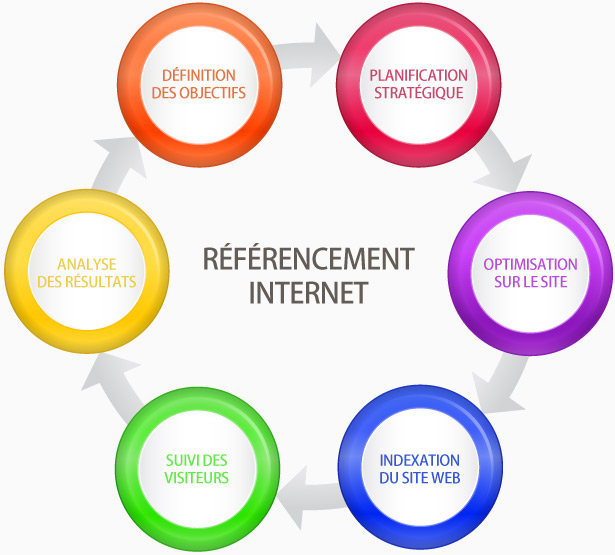 DÉFINITION
DES OBJECTIFS
PLANIFICATION
STRATÉGIQUE
ANALYSE
DES RÉSULTATS
RÉFÉRENCEMENT
INTERNET
OPTIMISATION
SUR LE SITE
SUIVI DES
VISITEURS
INDEXATION
DU SITE WEB